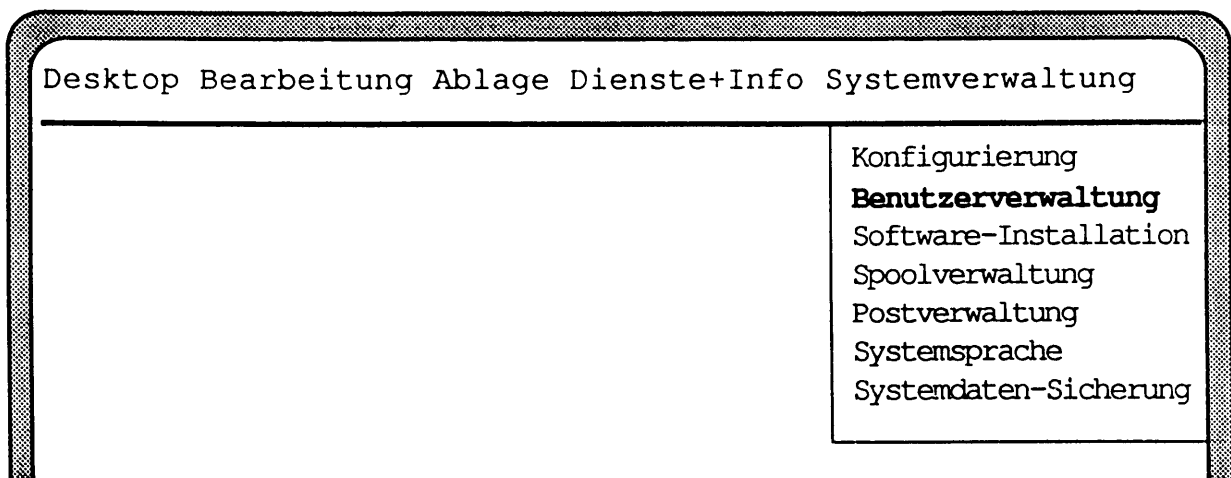 Desktop Bearbeitung Ablage Dienste+Info Systemverwaltung
Konfigurierung
Benutzerverwaltung
Software-Installation
Spoolverwaltung
Postverwaltung
Systemsprache
Systemdaten-Sicherung